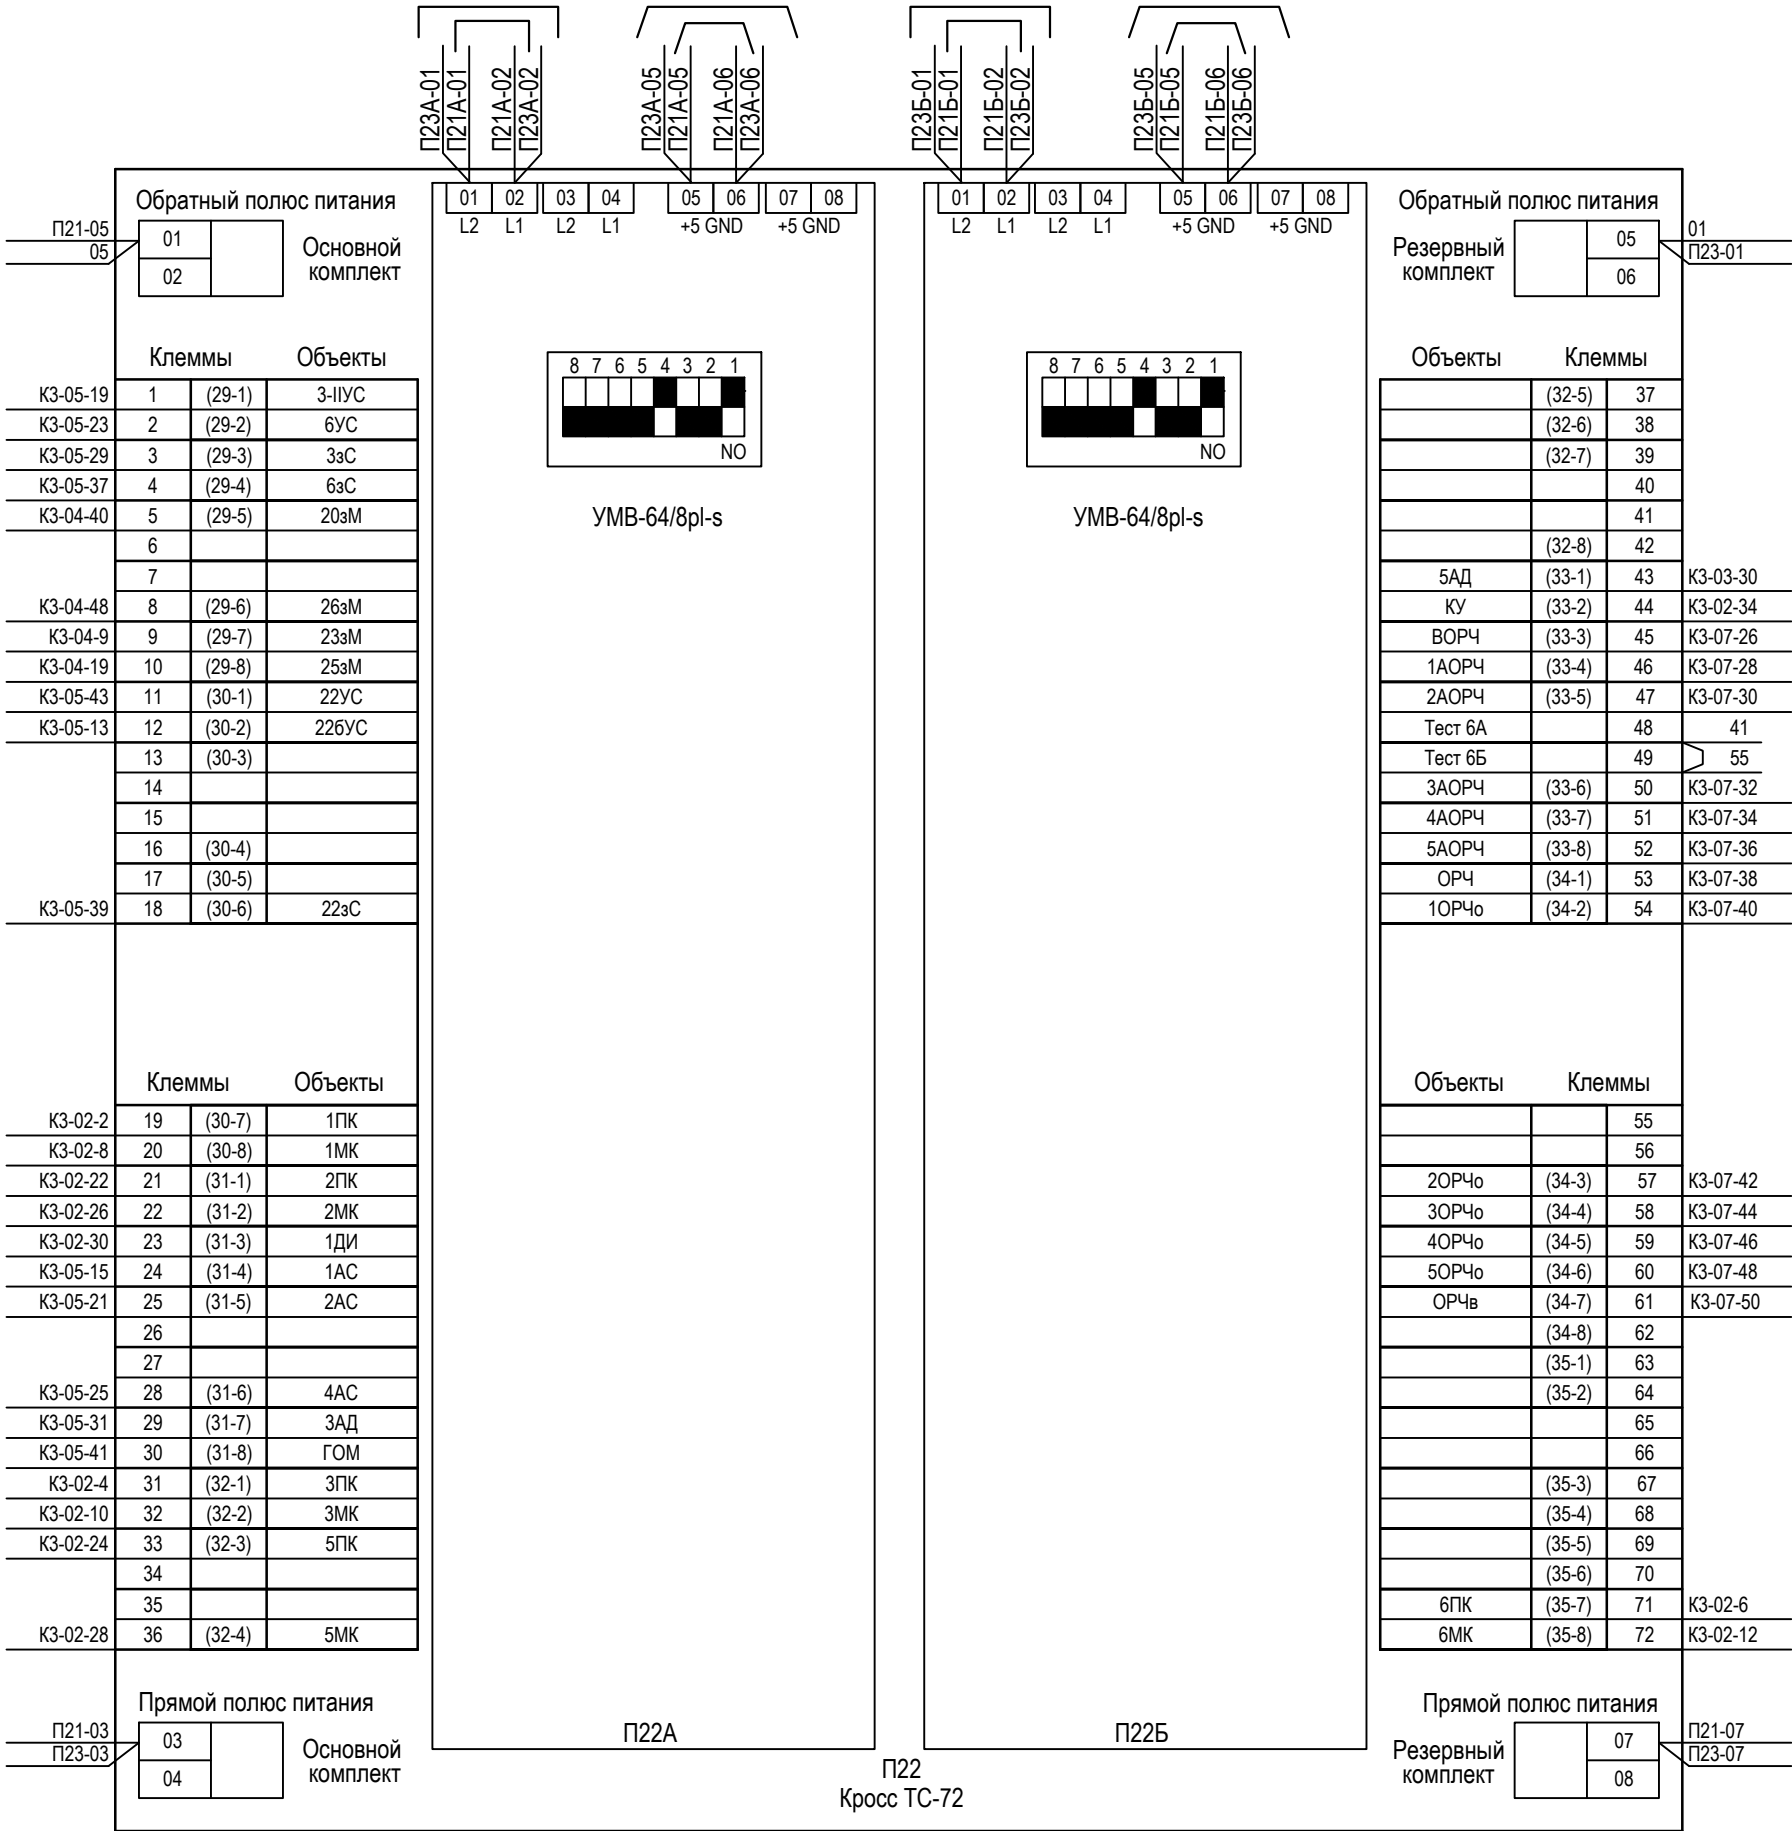 П23А-01 П21А-01 П21А-02 П23А-02 П23А-05 П21А-05 П21А-06 П23А-06 П23Б-01 П21Б-01 П21Б-02 П23Б-02 П23Б-05 П21Б-05 П21Б-06 П23Б-06
01 02 03 04 05 06 07 08
L2 L1 L2 L1 +5 GND +5 GND
01 02 03 04 05 06 07 08
L2 L1 L2 L1 +5 GND +5 GND
Обратный полюс питания
П21-05 01
05 02
Основной
комплект
Обратный полюс питания
Резервный
комплект
05 01
06 П23-01
8 7 6 5 4 3 2 1
NO
УМВ-64/8pl-s
8 7 6 5 4 3 2 1
NO
УМВ-64/8pl-s
Клеммы Объекты
К3-05-19 1 (29-1) 3-IIУС
К3-05-23 2 (29-2) 6УС
К3-05-29 3 (29-3) 3зС
К3-05-37 4 (29-4) 6зС
К3-04-40 5 (29-5) 20зМ
6
7
К3-04-48 8 (29-6) 26зМ
К3-04-9 9 (29-7) 23зМ
К3-04-19 10 (29-8) 25зМ
К3-05-43 11 (30-1) 22УС
К3-05-13 12 (30-2) 22бУС
13 (30-3)
14
15
16 (30-4)
17 (30-5)
К3-05-39 18 (30-6) 22зС
Объекты Клеммы
(32-5) 37
(32-6) 38
(32-7) 39
40
41
(32-8) 42
5АД (33-1) 43 К3-03-30
КУ (33-2) 44 К3-02-34
ВОРЧ (33-3) 45 К3-07-26
1АОРЧ (33-4) 46 К3-07-28
2АОРЧ (33-5) 47 К3-07-30
Тест 6А 48 41
Тест 6Б 49 55
3АОРЧ (33-6) 50 К3-07-32
4АОРЧ (33-7) 51 К3-07-34
5АОРЧ (33-8) 52 К3-07-36
ОРЧ (34-1) 53 К3-07-38
1ОРЧо (34-2) 54 К3-07-40
Клеммы Объекты
К3-02-2 19 (30-7) 1ПК
К3-02-8 20 (30-8) 1МК
К3-02-22 21 (31-1) 2ПК
К3-02-26 22 (31-2) 2МК
К3-02-30 23 (31-3) 1ДИ
К3-05-15 24 (31-4) 1АС
К3-05-21 25 (31-5) 2АС
26
27
К3-05-25 28 (31-6) 4АС
К3-05-31 29 (31-7) 3АД
К3-05-41 30 (31-8) ГОМ
К3-02-4 31 (32-1) 3ПК
К3-02-10 32 (32-2) 3МК
К3-02-24 33 (32-3) 5ПК
34
35
К3-02-28 36 (32-4) 5МК
Объекты Клеммы
55
56
2ОРЧо (34-3) 57 К3-07-42
3ОРЧо (34-4) 58 К3-07-44
4ОРЧо (34-5) 59 К3-07-46
5ОРЧо (34-6) 60 К3-07-48
ОРЧв (34-7) 61 К3-07-50
(34-8) 62
(35-1) 63
(35-2) 64
65
66
(35-3) 67
(35-4) 68
(35-5) 69
(35-6) 70
6ПК (35-7) 71 К3-02-6
6МК (35-8) 72 К3-02-12
Прямой полюс питания
П21-03 03
П23-03 04
Основной
комплект
П22А
П22Б
Прямой полюс питания
Резервный
комплект
07 П21-07
08 П23-07
П22
Кросс ТС-72